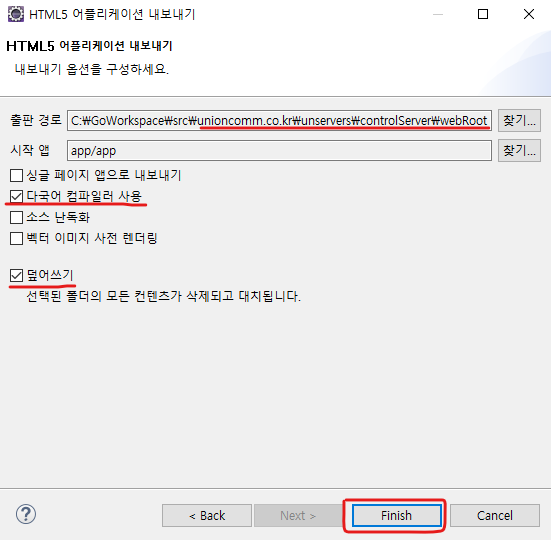 HTML5 어플리케이션 내보내기
HTML5 어플리케이션 내보내기
내보내기 옵션을 구성하세요.
출판 경로 C:₩GoWorkspace₩src₩unioncomm.co.kr₩unservers₩controlServer₩webRoot 찾기...
시작 앱 app/app 찾기...
싱글 페이지 앱으로 내보내기
다국어 컴파일러 사용
소스 난독화
벡터 이미지 사전 렌더링
덮어쓰기
선택된 폴더의 모든 컨텐츠가 삭제되고 대치됩니다.
? < Back Next > Finish Cancel